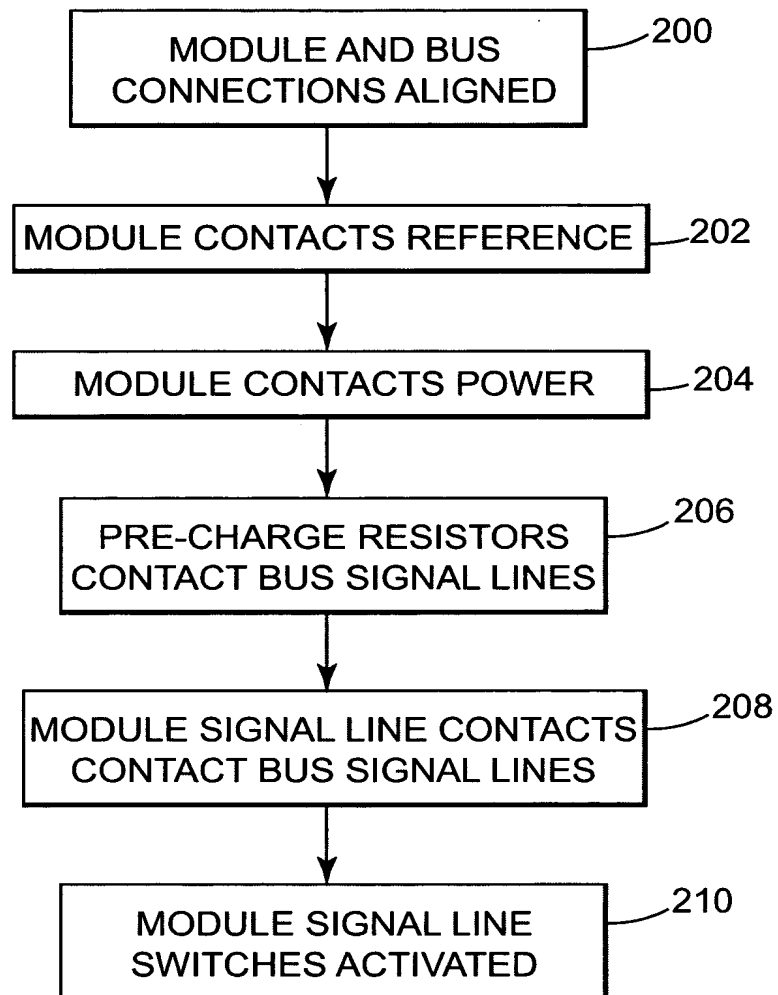 MODULE AND BUS
CONNECTIONS ALIGNED
200
MODULE CONTACTS REFERENCE
202
MODULE CONTACTS POWER
204
PRE-CHARGE RESISTORS
CONTACT BUS SIGNAL LINES
206
MODULE SIGNAL LINE CONTACTS
CONTACT BUS SIGNAL LINES
208
MODULE SIGNAL LINE
SWITCHES ACTIVATED
210